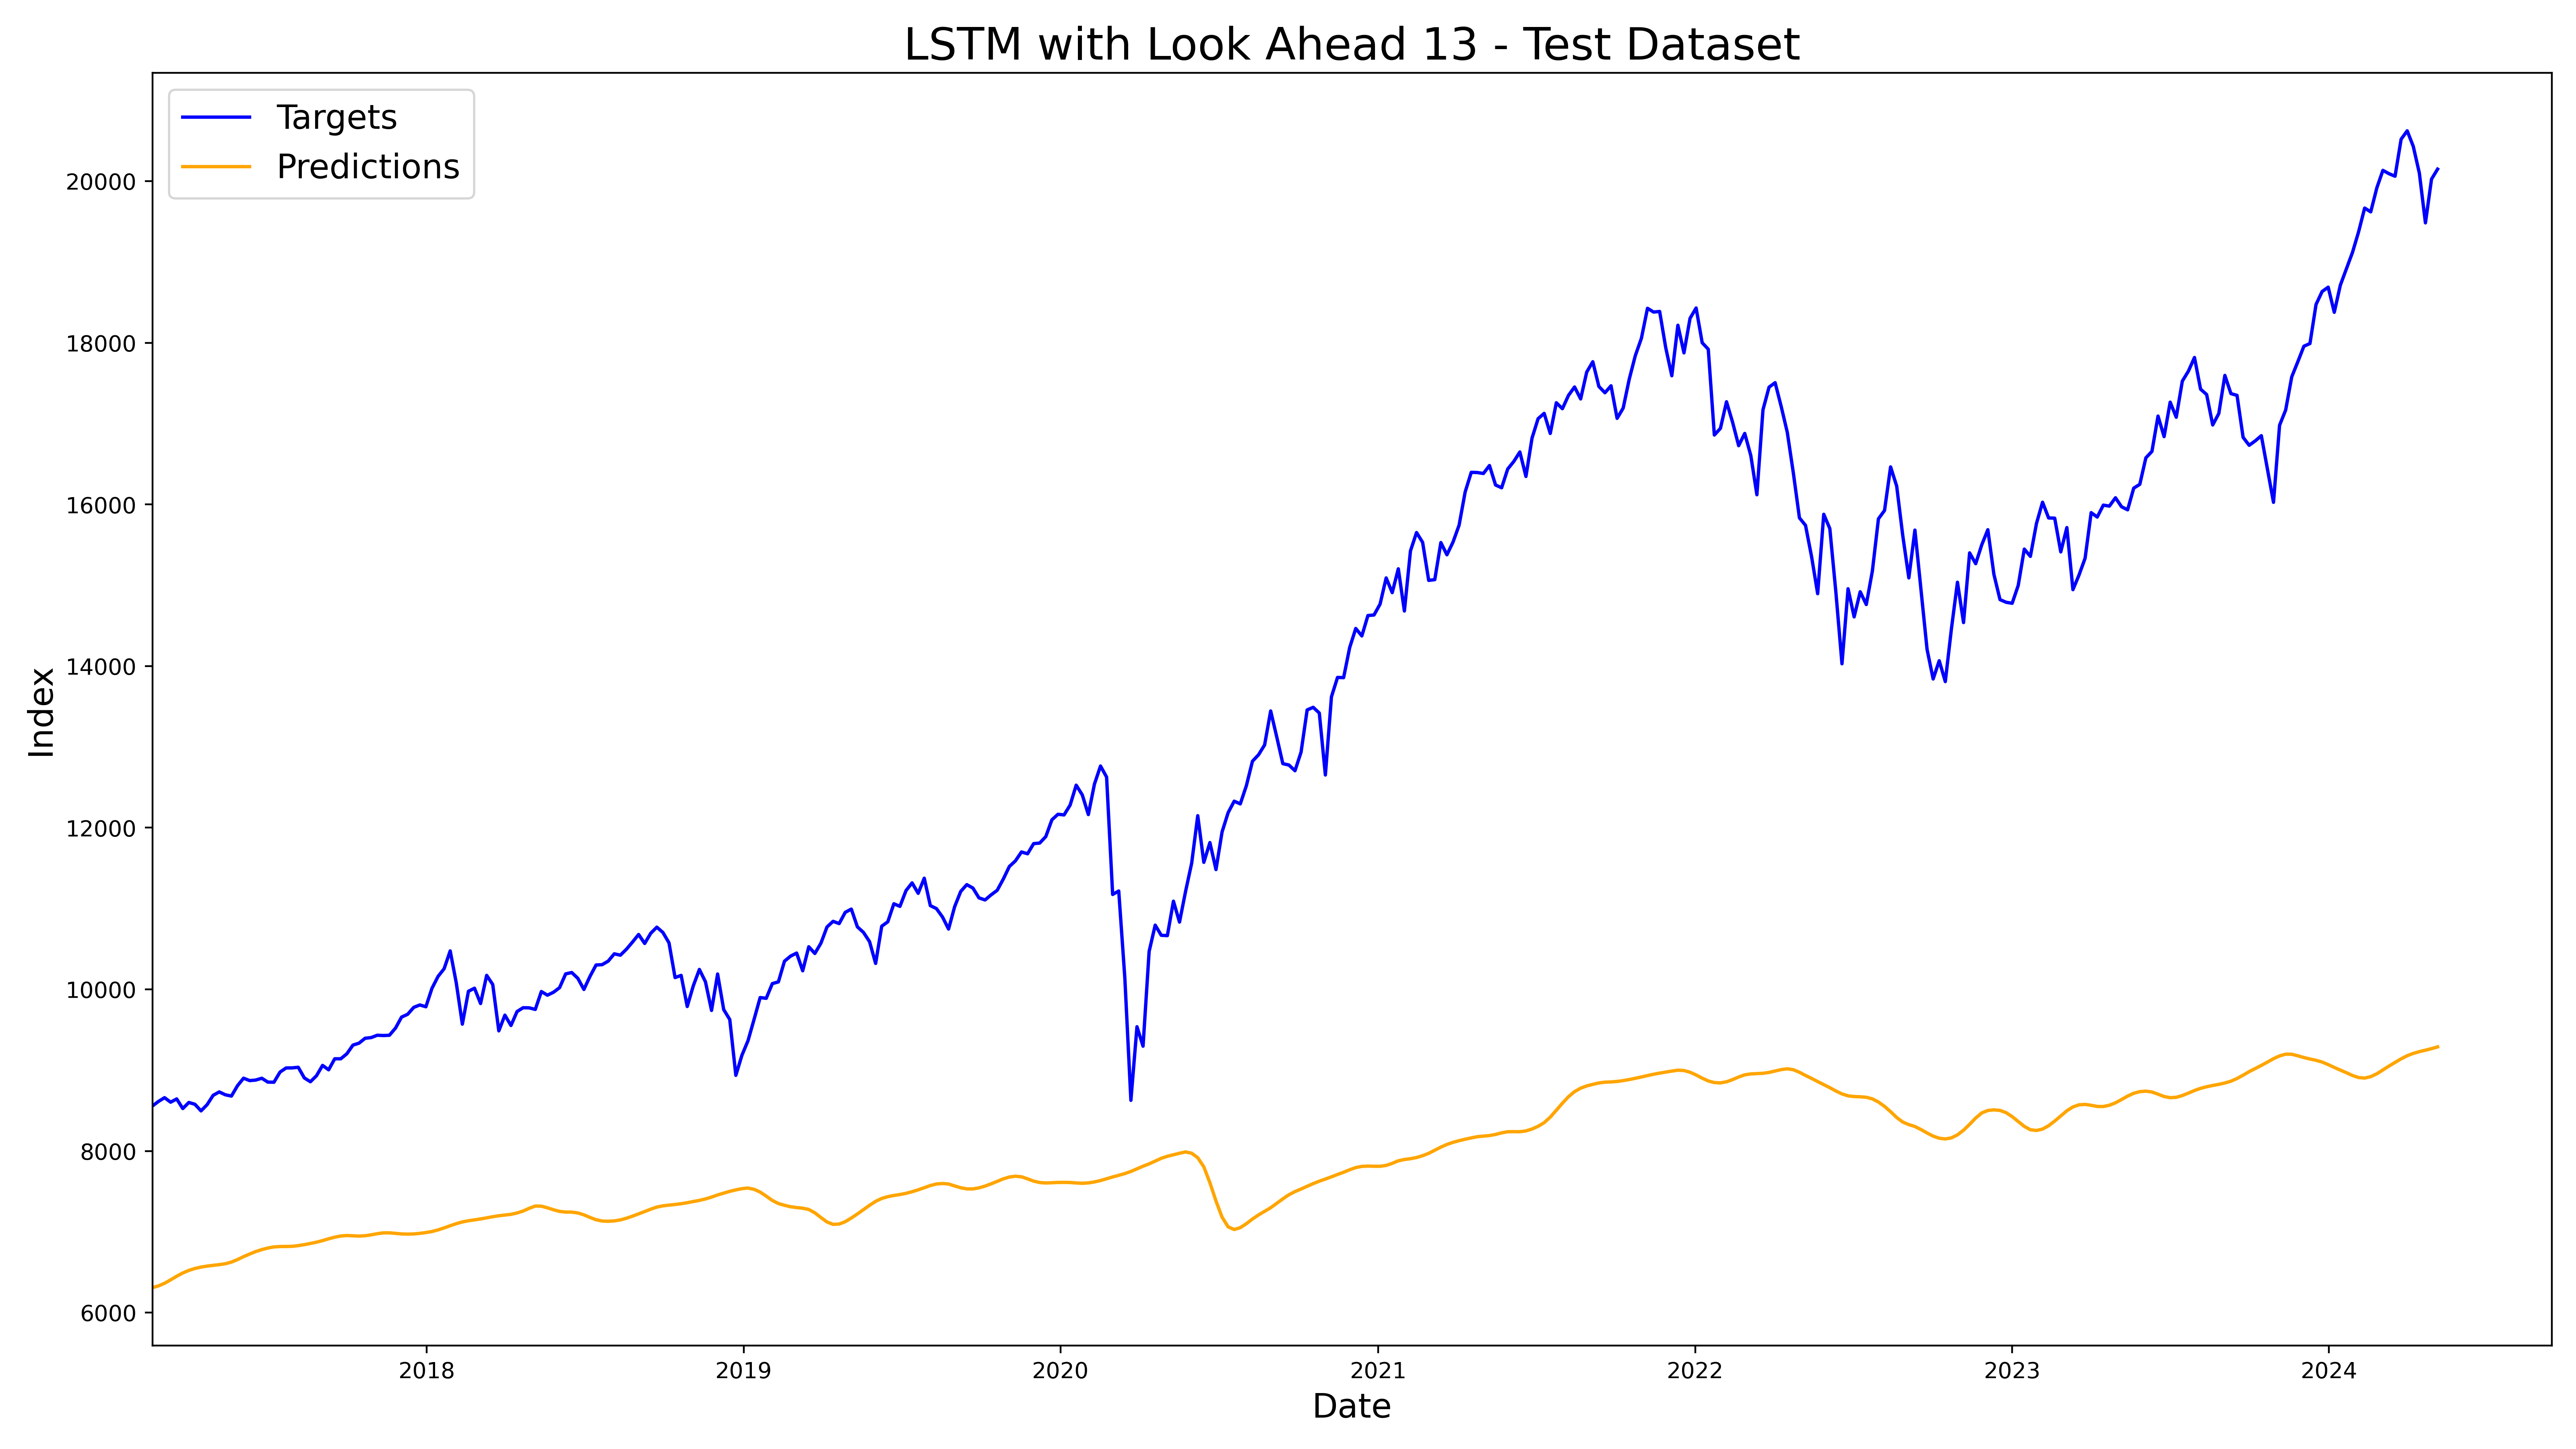 LSTM with Look Ahead 13 - Test Dataset
Targets
Predictions
Index
20000
18000
16000
14000
12000
10000
8000
6000
2018 2019 2020 2021 2022 2023 2024
Date